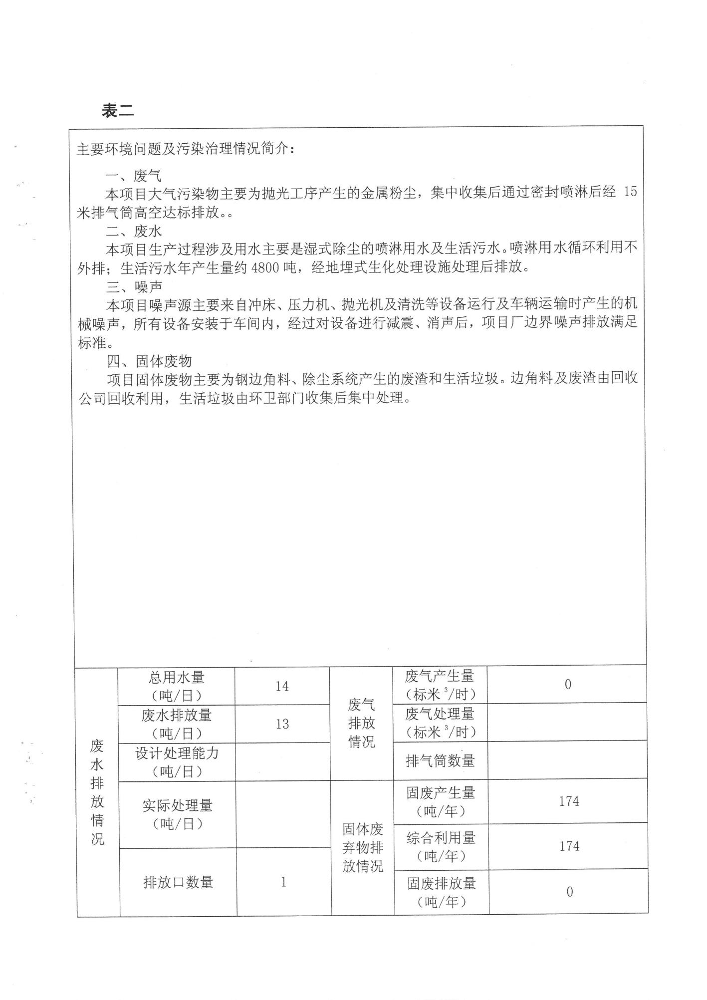 表二
主要环境问题及污染治理情况简介：
一、废气
本项目大气污染物主要为抛光工序产生的金属粉尘，集中收集后通过密封喷淋后经 15
米排气筒高空达标排放。。
二、废水
本项目生产过程涉及用水主要是湿式除尘的喷淋用水及生活污水。喷淋用水循环利用不
外排；生活污水年产生量约 4800 吨，经地埋式生化处理设施处理后排放。
三、噪声
本项目噪声源主要来自冲床、压力机、抛光机及清洗等设备运行及车辆运输时产生的机
械噪声，所有设备安装于车间内，经过对设备进行减震、消声后，项目厂边界噪声排放满足
标准。
四、固体废物
项目固体废物主要为钢边角料、除尘系统产生的废渣和生活垃圾。边角料及废渣由回收
公司回收利用，生活垃圾由环卫部门收集后集中处理。
废水排放情况
总用水量
（吨/日）
14
废水排放量
（吨/日）
13
设计处理能力
（吨/日）
实际处理量
（吨/日）
排放口数量
1
废气
排放
情况
废气产生量
（标米³/时）
0
废气处理量
（标米³/时）
排气筒数量
固体废
弃物排
放情况
固废产生量
（吨/年）
174
综合利用量
（吨/年）
174
固废排放量
（吨/年）
0